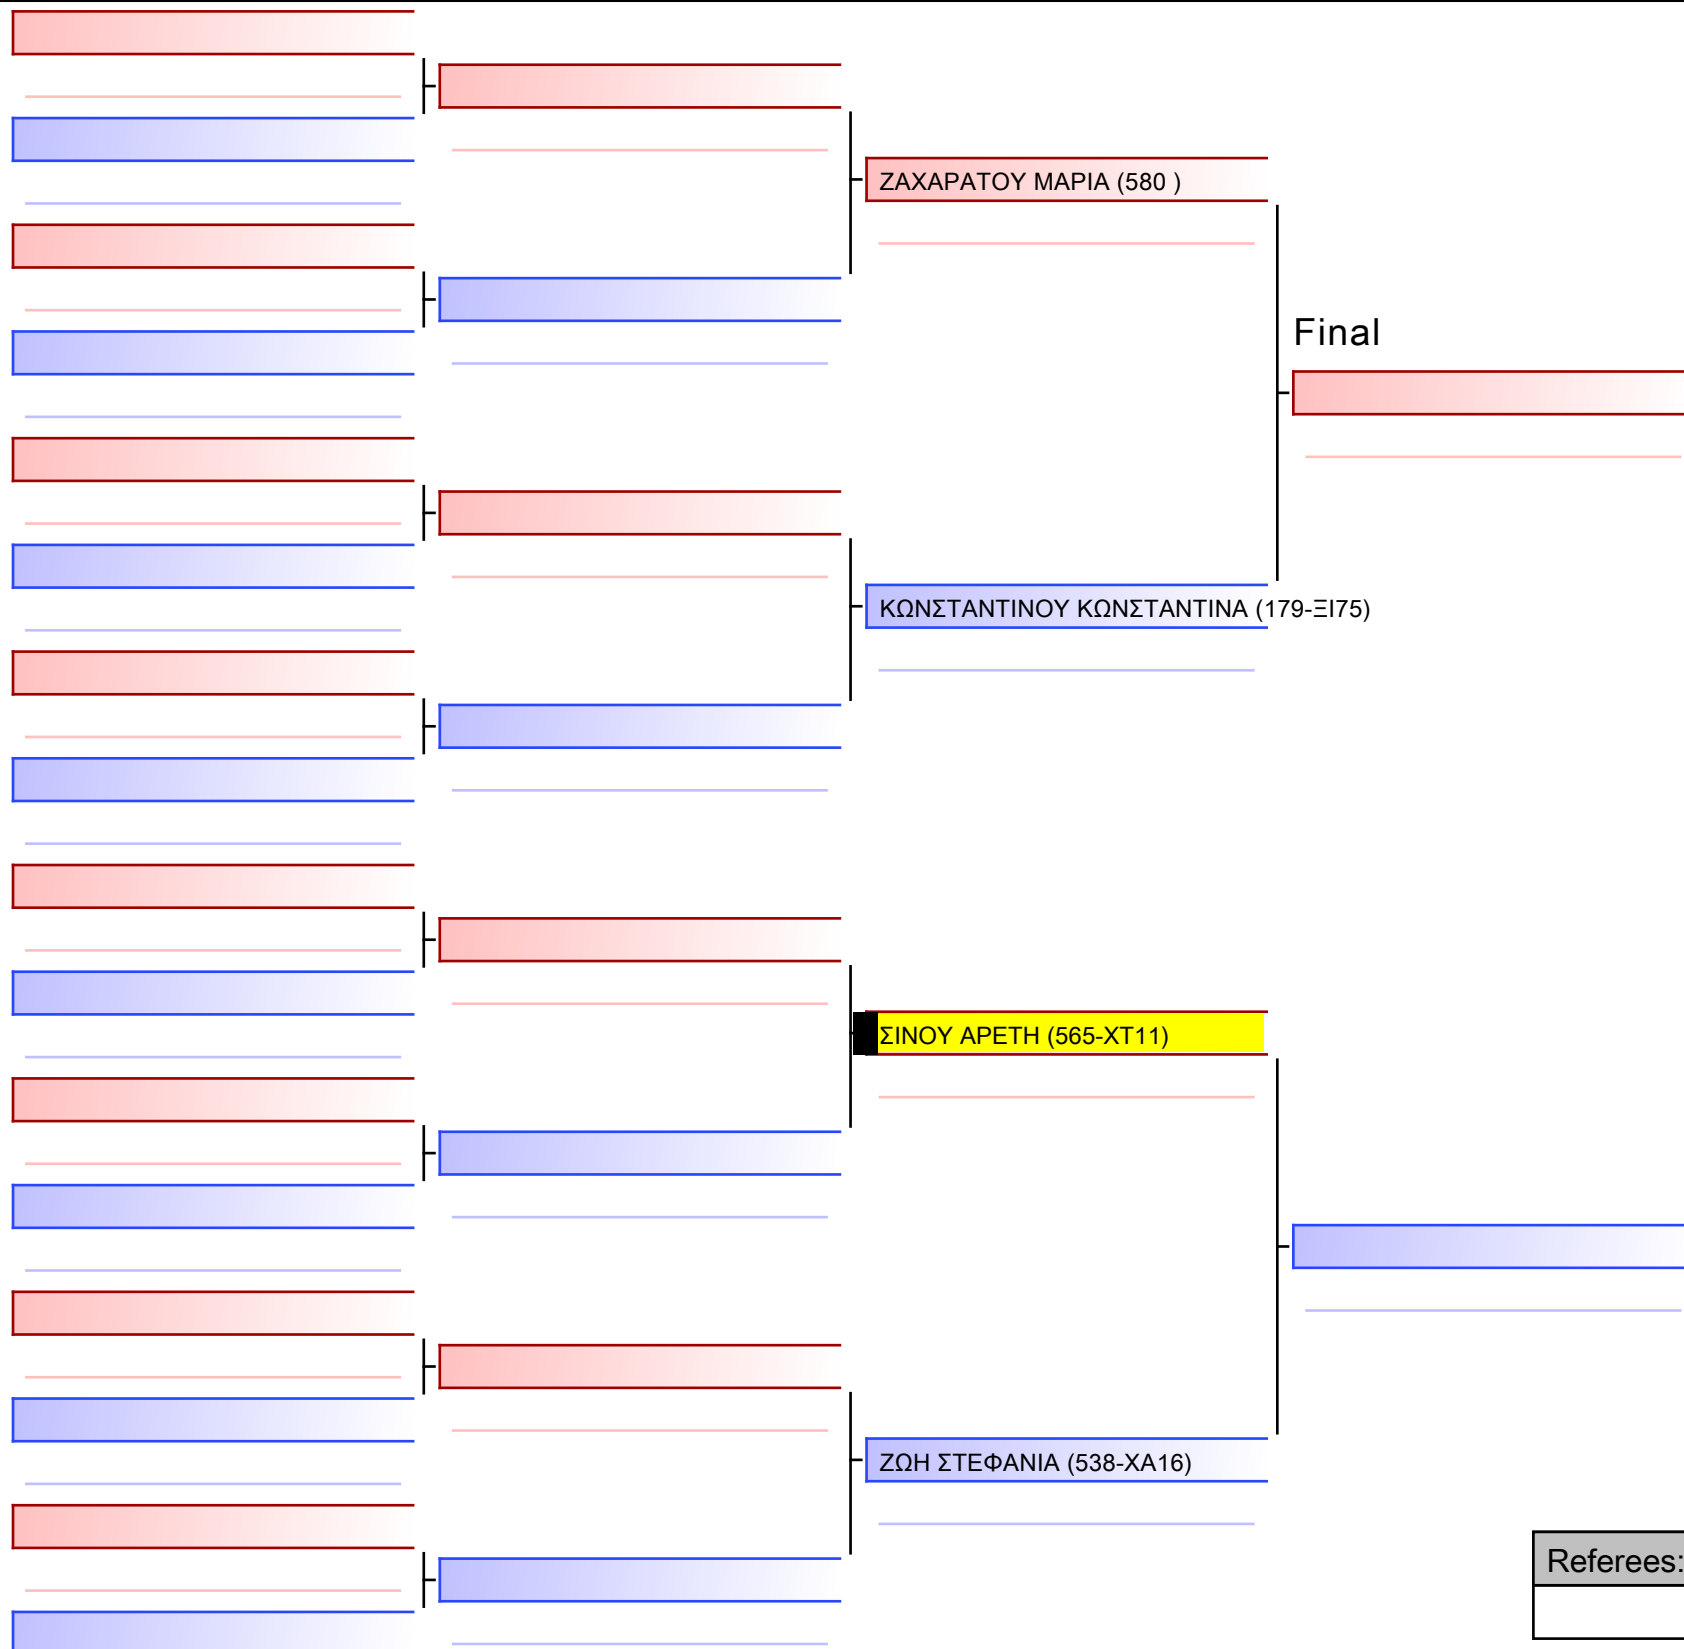 ΖΑΧΑΡΑΤΟΥ ΜΑΡΙΑ (580 )
Final
ΚΩΝΣΤΑΝΤΙΝΟΥ ΚΩΝΣΤΑΝΤΙΝΑ (179-ΞΙ75)
ΣΙΝΟΥ ΑΡΕΤΗ (565-ΧΤ11)
ΖΩΗ ΣΤΕΦΑΝΙΑ (538-ΧΑ16)
Referees: